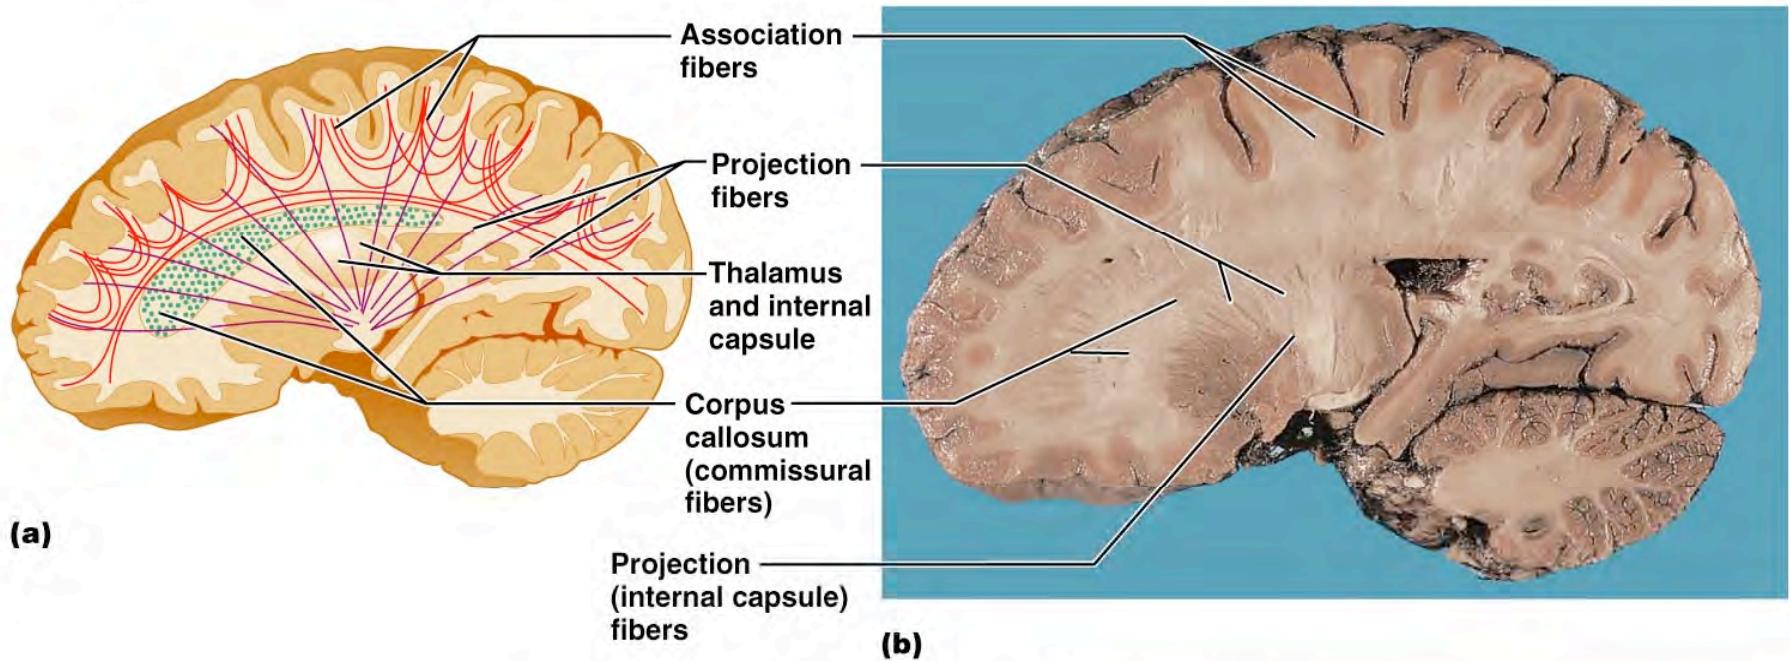 Association
fibers
Projection
fibers
Thalamus
and internal
capsule
Corpus
callosum
(commissural
fibers)
(a)
Projection
(internal capsule)
fibers
(b)